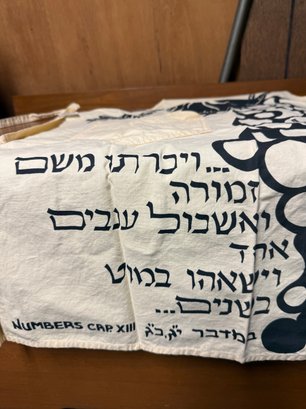 ...ויכרתו משם
זמורה
ואשכול ענבים
אחד
וישאהו במוט
בשנים...
במדבר י"ג, כ"ג
NUMBERS CAP. XIII